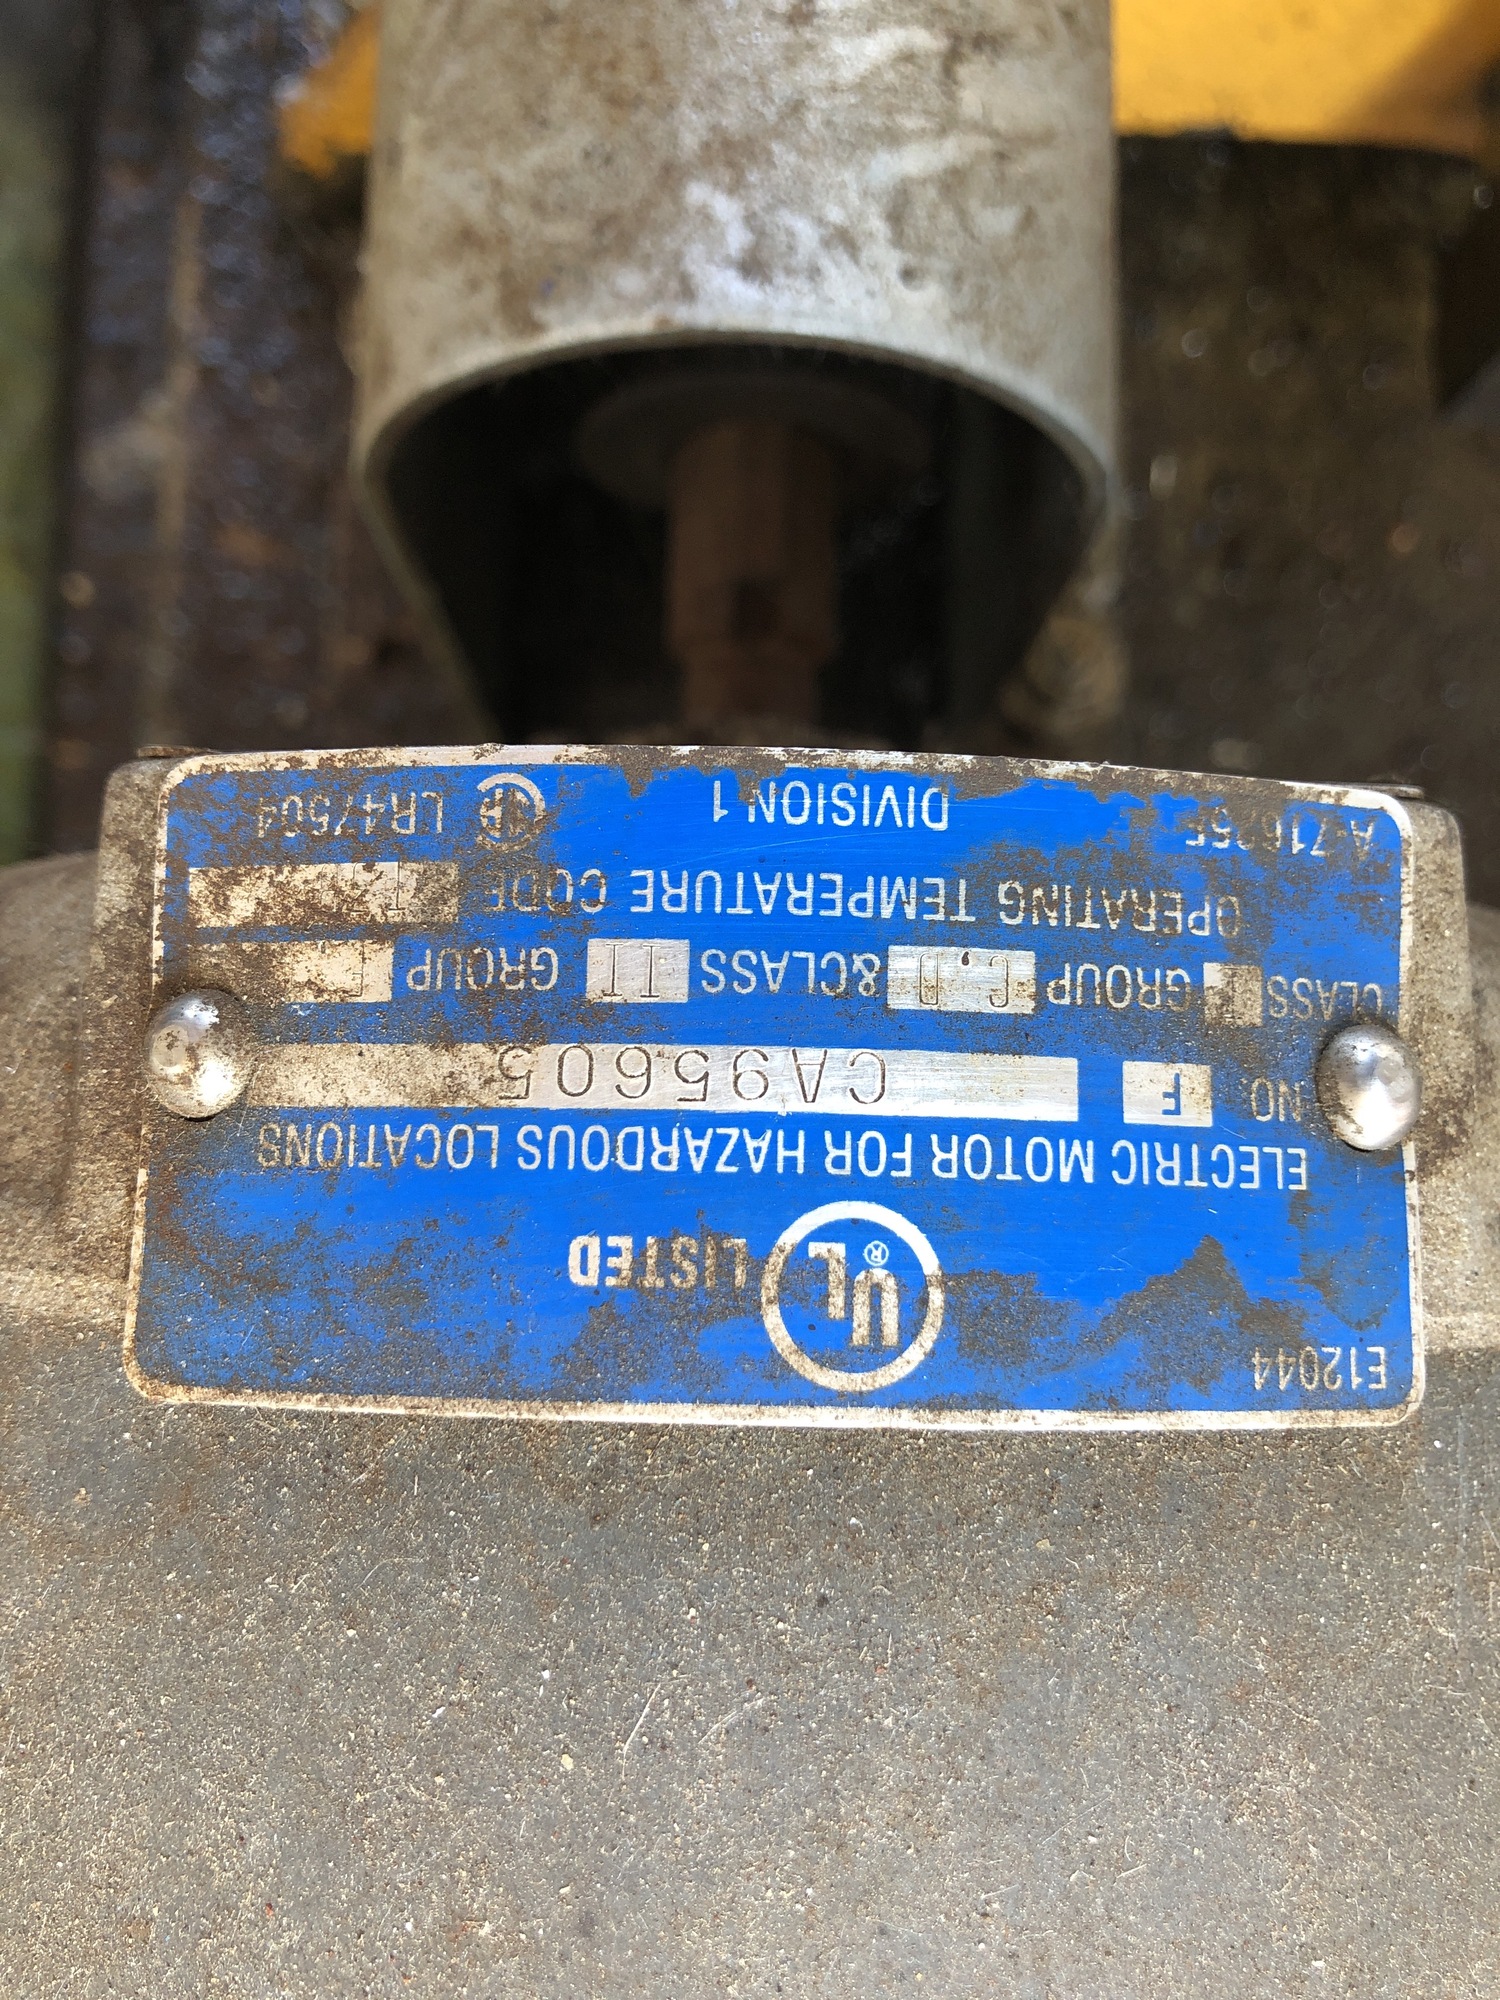 E12044
UL® LISTED
ELECTRIC MOTOR FOR HAZARDOUS LOCATIONS
NO. F CA95605
CLASS I GROUP C,D &CLASS II GROUP F
OPERATING TEMPERATURE CODE
DIVISION 1 LR47504